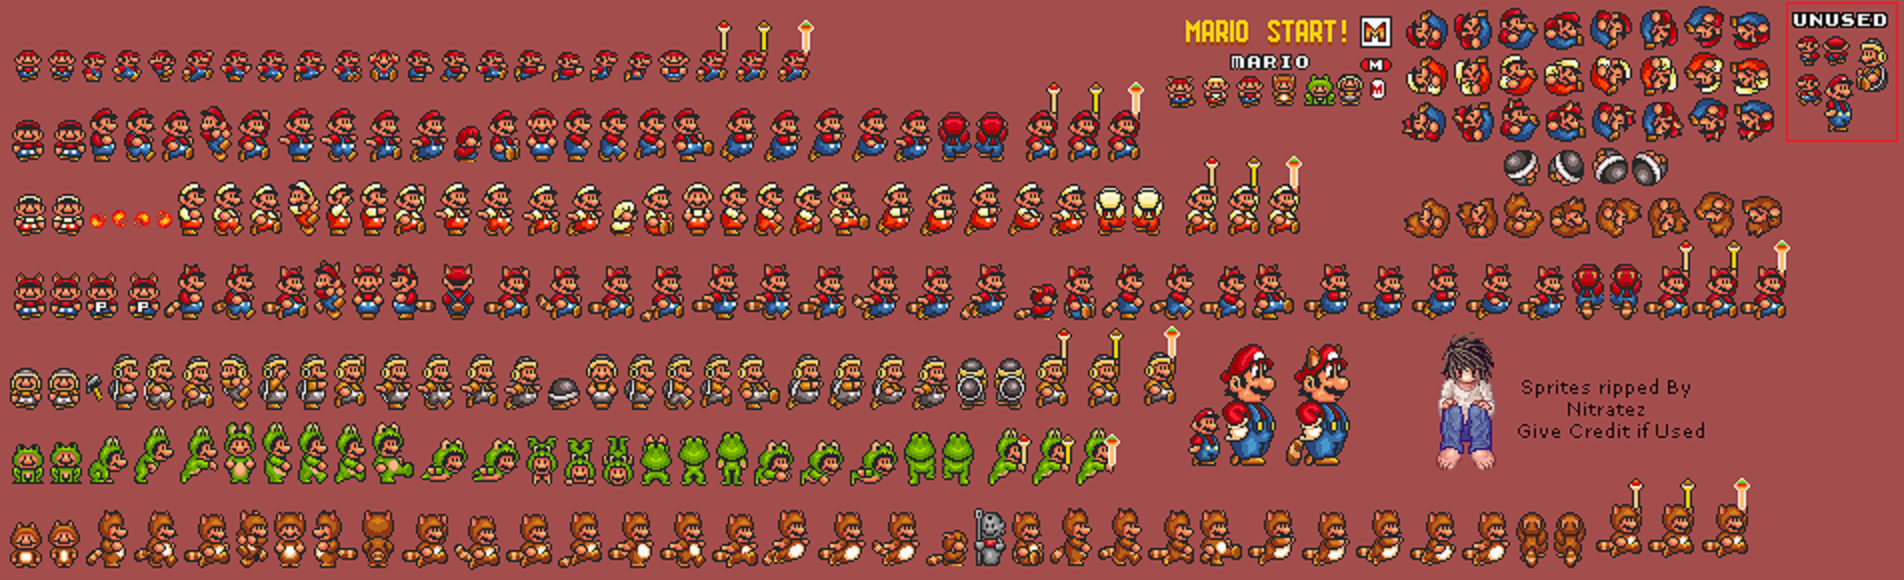 MARIO START! M
MARIO M
M
UNUSED
P P
Sprites ripped By
Nitratez
Give Credit if Used